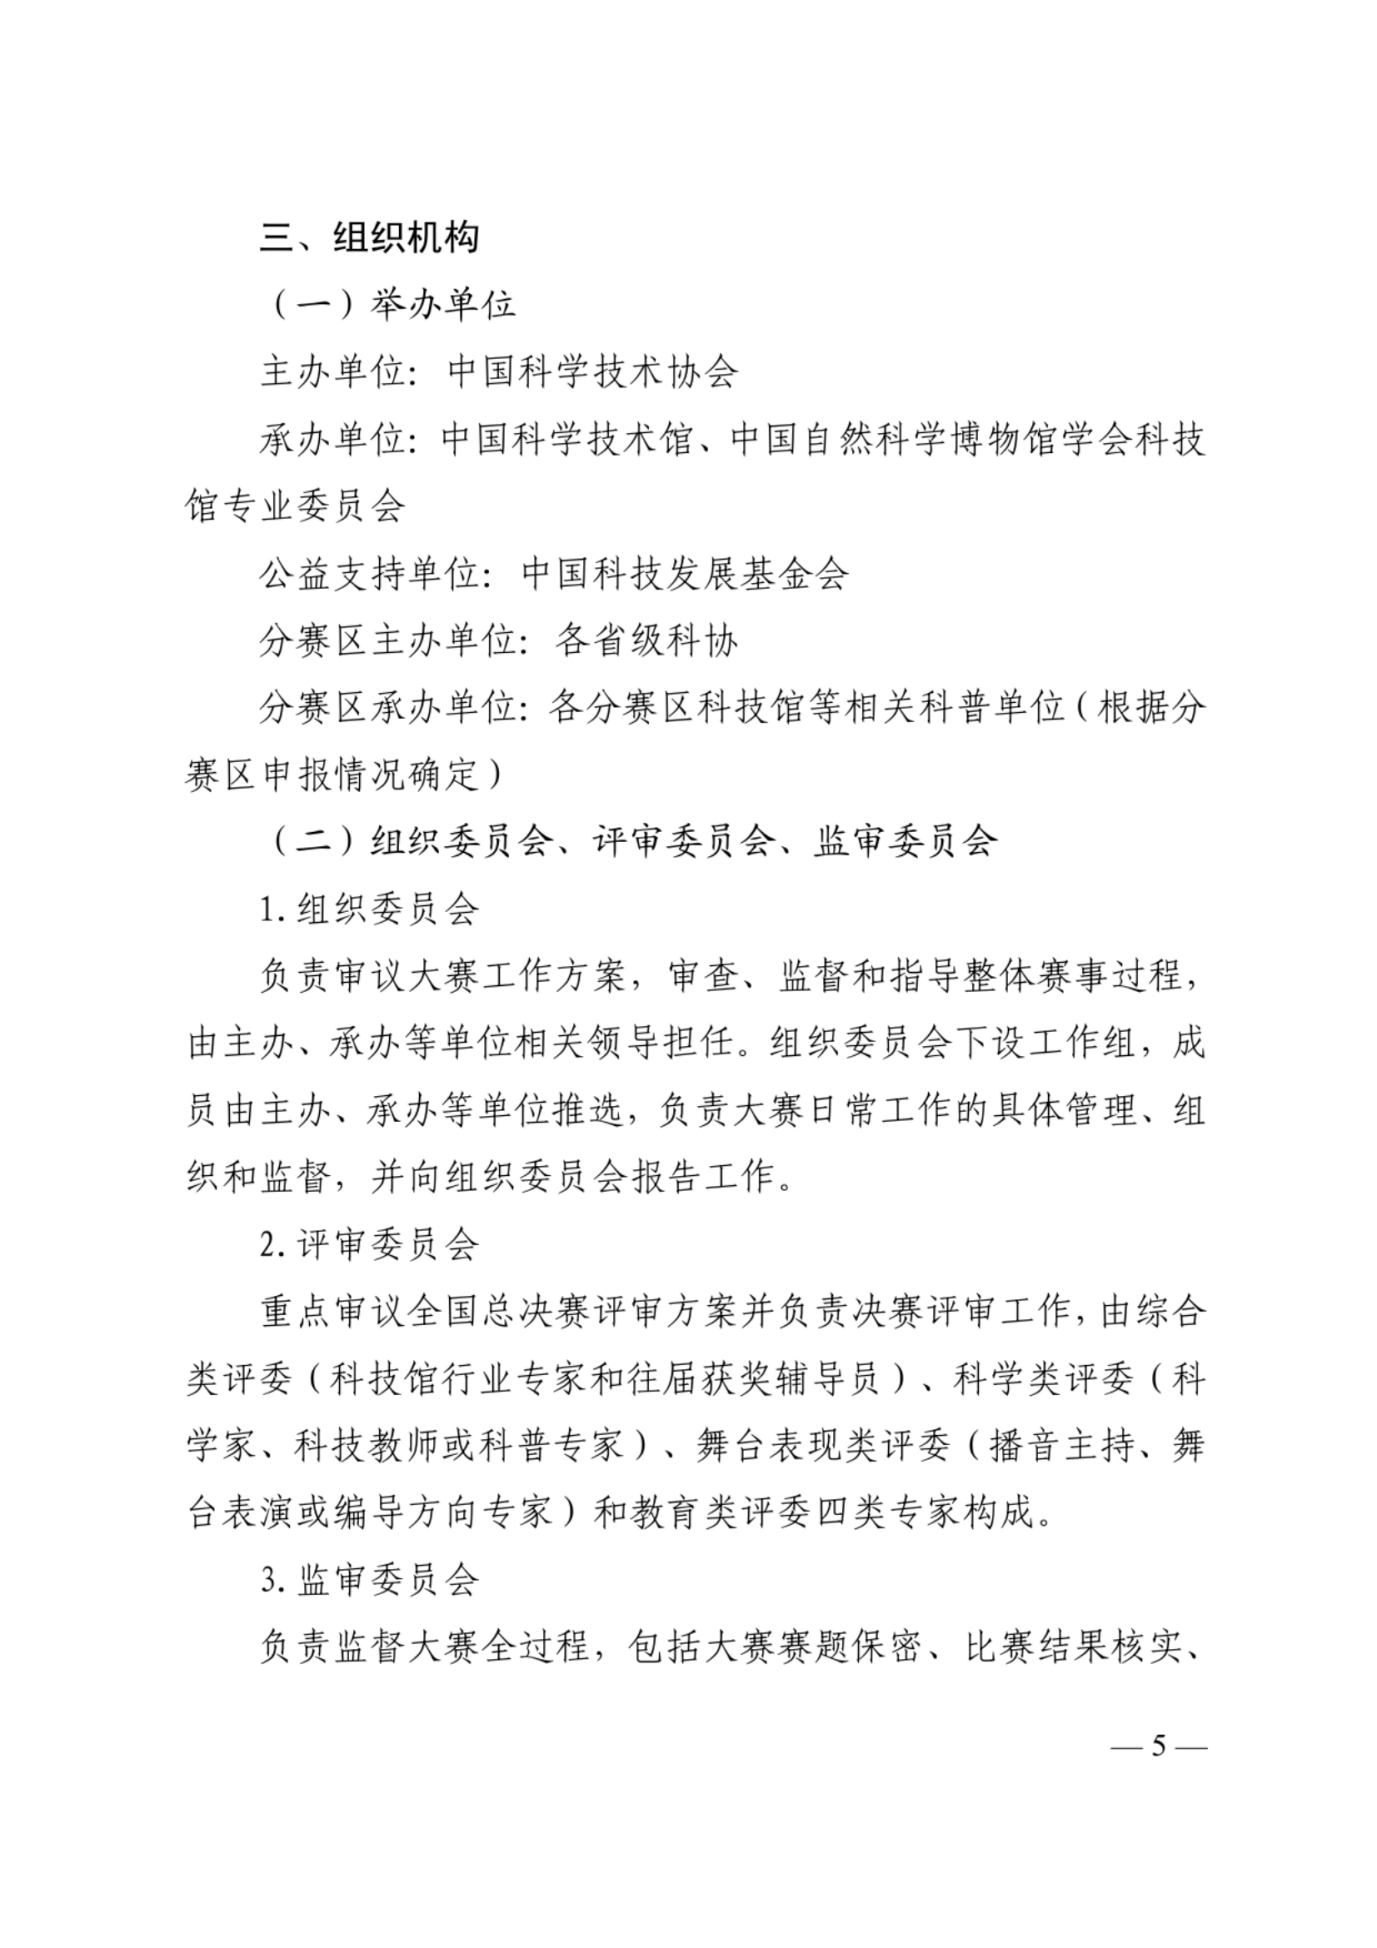 三、组织机构
（一）举办单位
主办单位：中国科学技术协会
承办单位：中国科学技术馆、中国自然科学博物馆学会科技
馆专业委员会
公益支持单位：中国科技发展基金会
分赛区主办单位：各省级科协
分赛区承办单位：各分赛区科技馆等相关科普单位（根据分
赛区申报情况确定）
（二）组织委员会、评审委员会、监审委员会
1.组织委员会
负责审议大赛工作方案，审查、监督和指导整体赛事过程，
由主办、承办等单位相关领导担任。组织委员会下设工作组，成
员由主办、承办等单位推选，负责大赛日常工作的具体管理、组
织和监督，并向组织委员会报告工作。
2.评审委员会
重点审议全国总决赛评审方案并负责决赛评审工作，由综合
类评委（科技馆行业专家和往届获奖辅导员）、科学类评委（科
学家、科技教师或科普专家）、舞台表现类评委（播音主持、舞
台表演或编导方向专家）和教育类评委四类专家构成。
3.监审委员会
负责监督大赛全过程，包括大赛赛题保密、比赛结果核实、
— 5 —